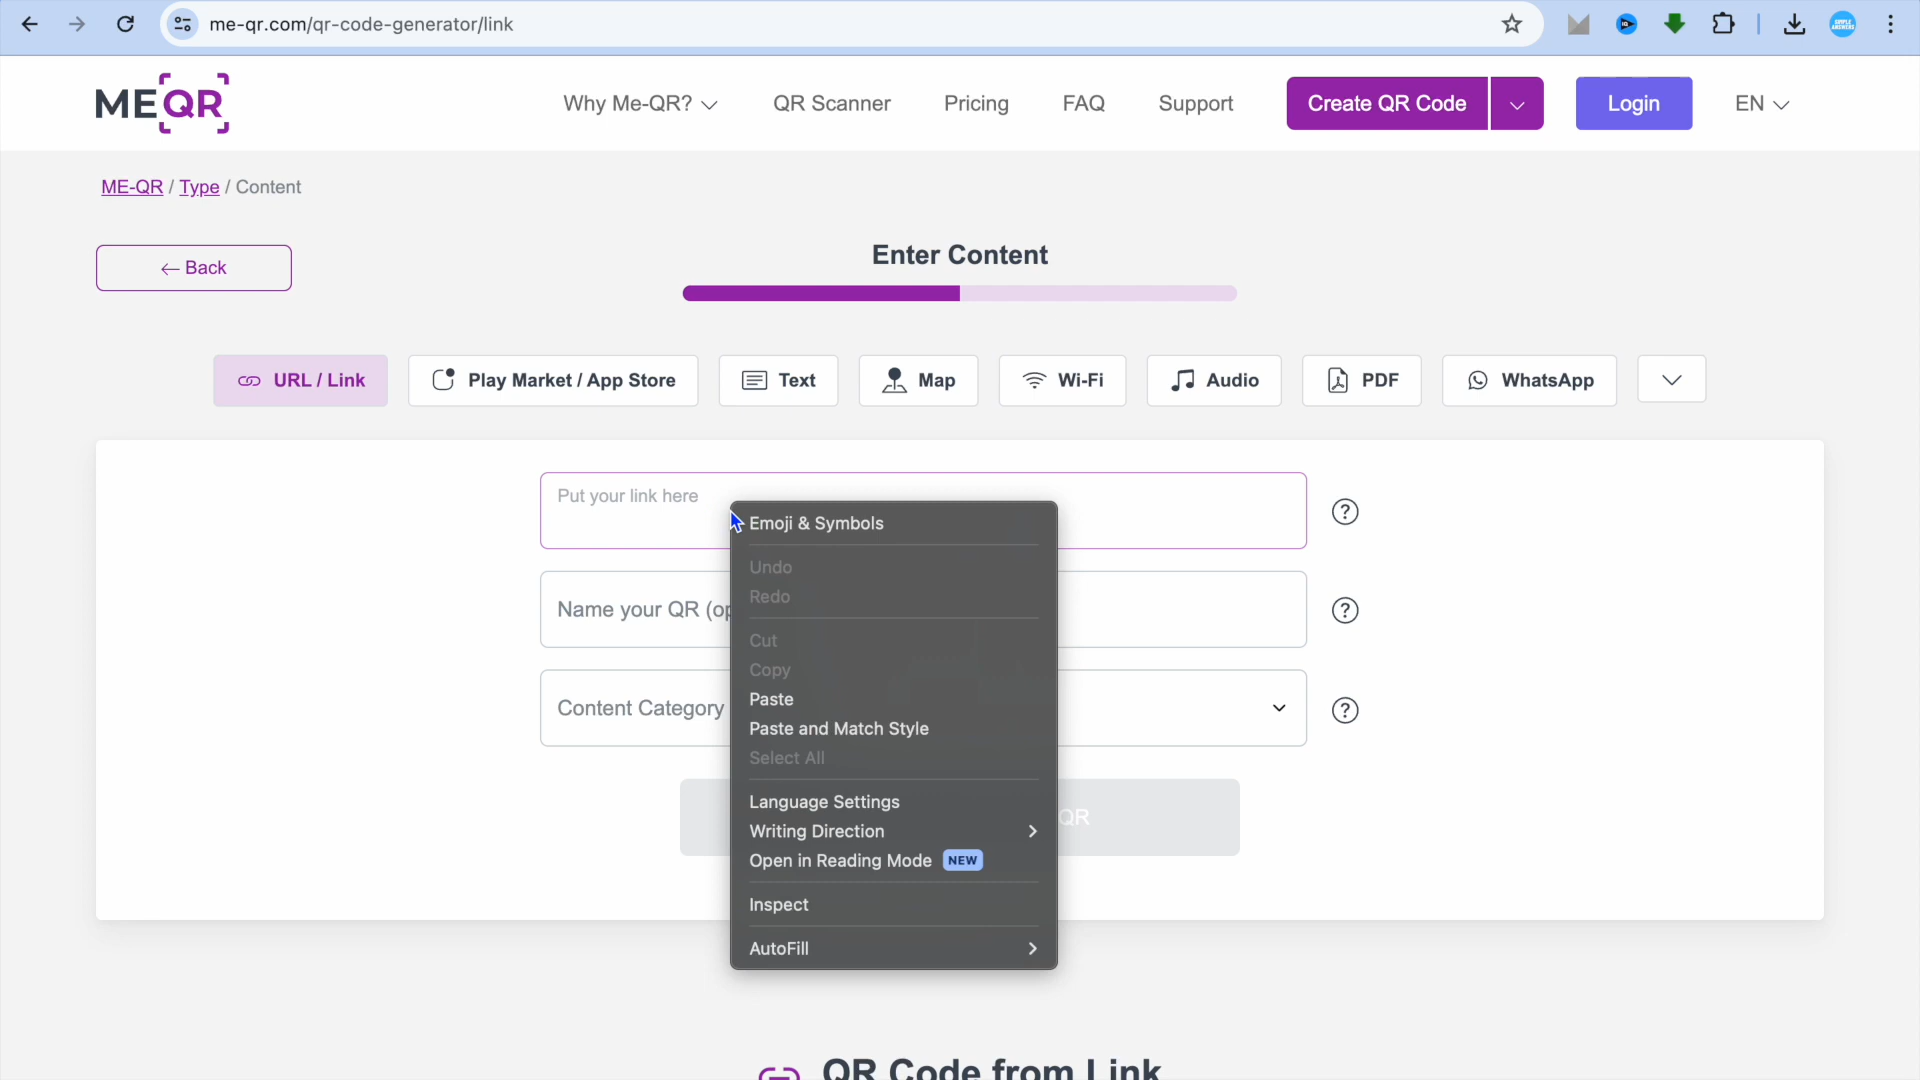 me-qr.com/qr-code-generator/link
SIMPLE ANSWERS
MEQR
Why Me-QR?
QR Scanner
Pricing
FAQ
Support
Create QR Code
Login
EN
ME-QR / Type / Content
← Back
Enter Content
URL / Link
Play Market / App Store
Text
Map
Wi-Fi
Audio
PDF
WhatsApp
Put your link here
?
Name your QR (op
?
Content Category
?
QR
Emoji & Symbols
Undo
Redo
Cut
Copy
Paste
Paste and Match Style
Select All
Language Settings
Writing Direction
Open in Reading Mode NEW
Inspect
AutoFill
QR Code from Link